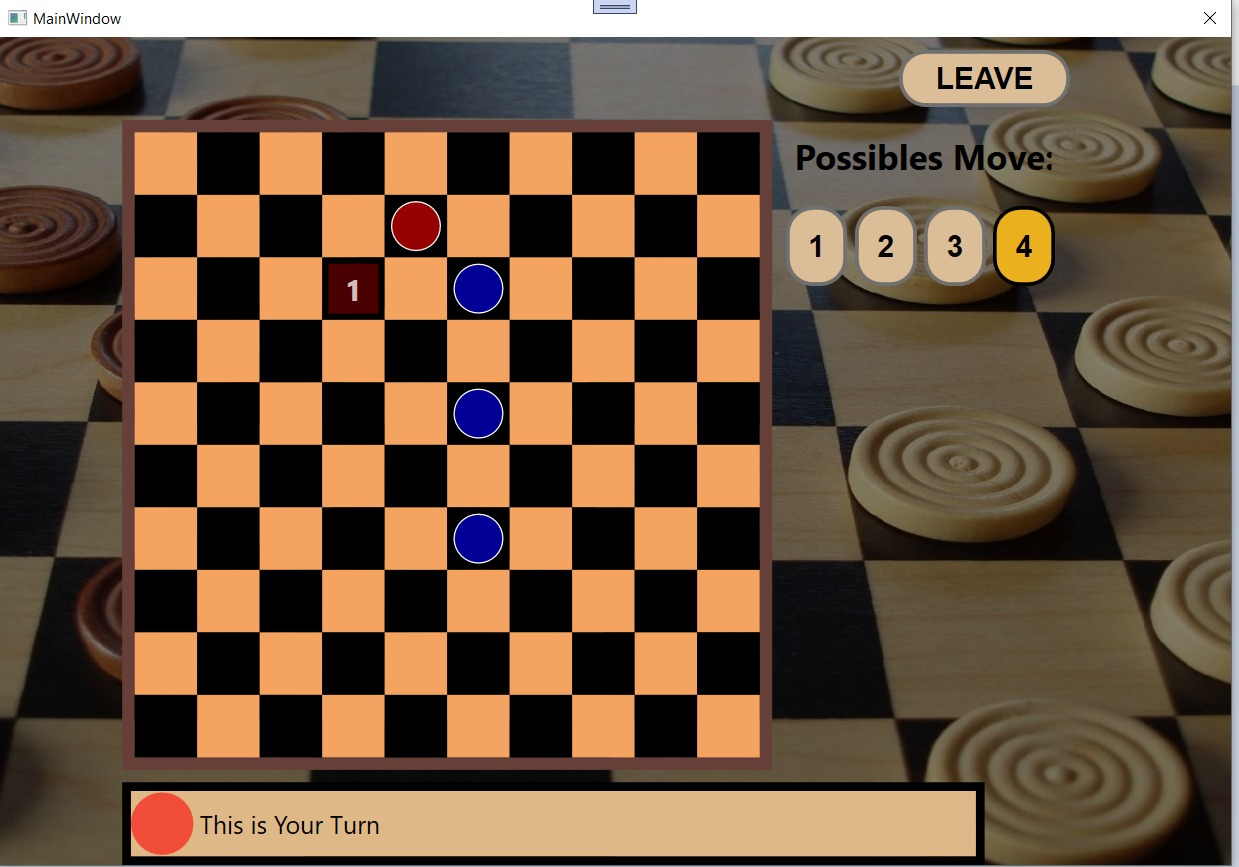 MainWindow
LEAVE
Possibles Move:
1 2 3 4
1
This is Your Turn